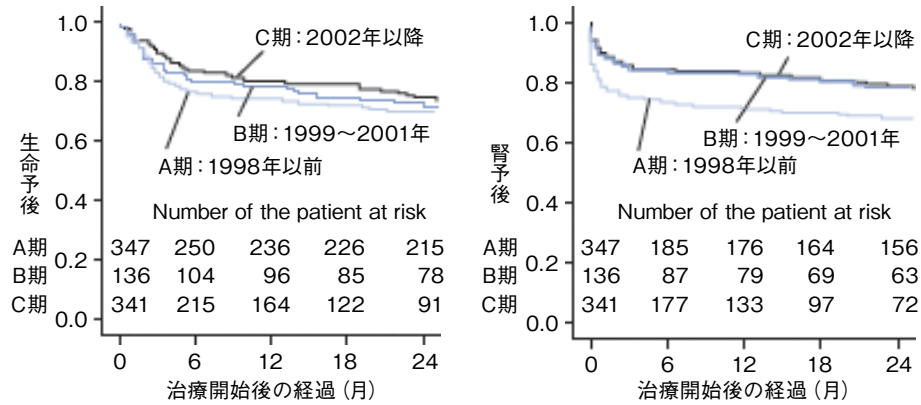 生命予後
1.0
0.8
0.6
0.4
0.2
0.0
C期：2002年以降
B期：1999～2001年
A期：1998年以前
Number of the patient at risk
A期 347 250 236 226 215
B期 136 104 96 85 78
C期 341 215 164 122 91
0 6 12 18 24
治療開始後の経過（月）
腎予後
1.0
0.8
0.6
0.4
0.2
0.0
C期：2002年以降
B期：1999～2001年
A期：1998年以前
Number of the patient at risk
A期 347 185 176 164 156
B期 136 87 79 69 63
C期 341 177 133 97 72
0 6 12 18 24
治療開始後の経過（月）